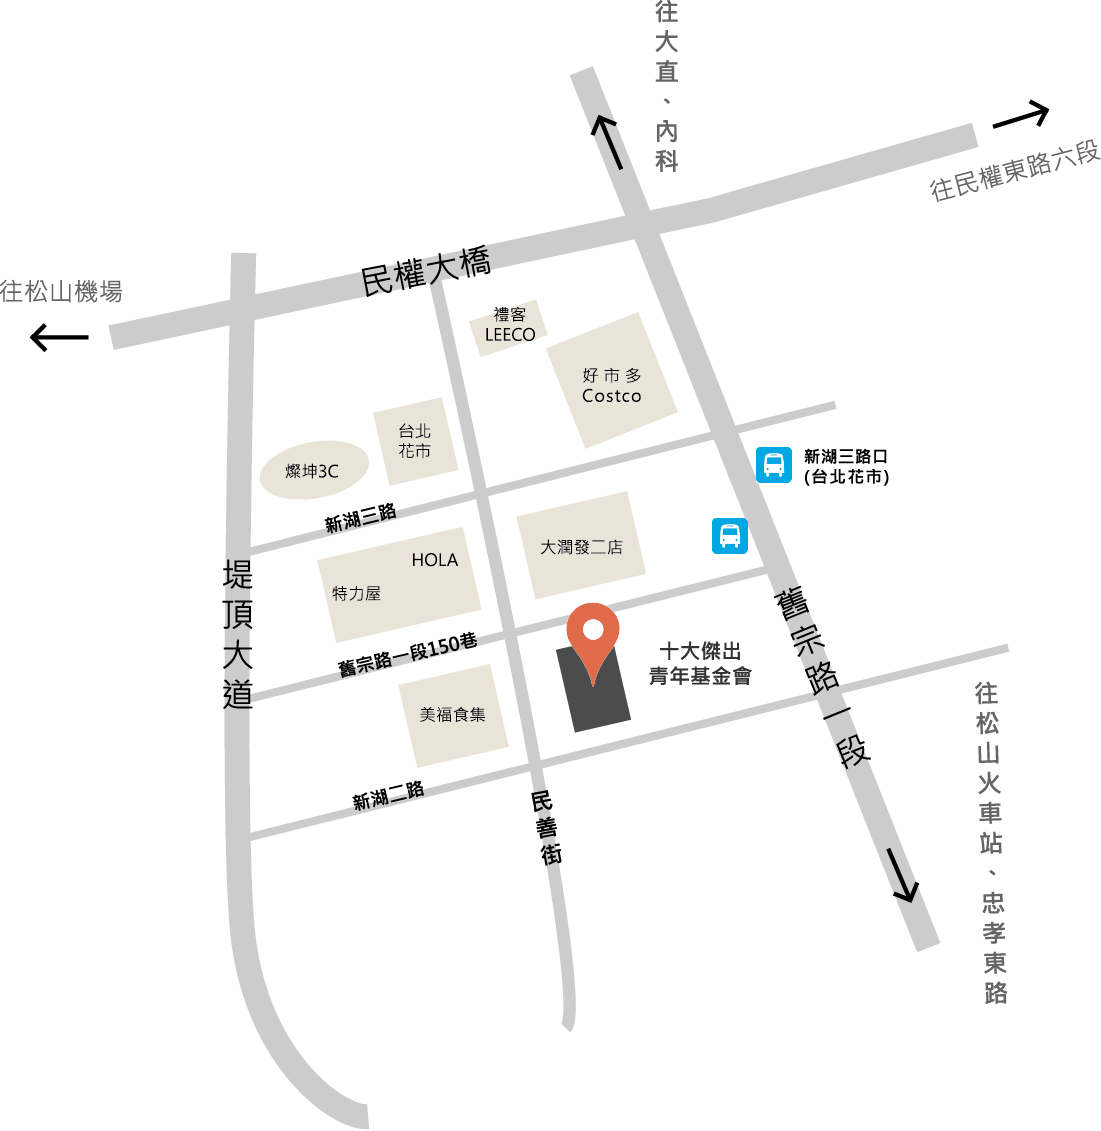 往大直、內科
往民權東路六段
民權大橋
往松山機場
禮客
LEECO
好市多
Costco
台北
花市
燦坤3C
新湖三路口
(台北花市)
新湖三路
大潤發二店
HOLA
特力屋
堤頂大道
舊宗路一段150巷
十大傑出
青年基金會
舊宗路一段
美福食集
新湖二路
民善街
往松山火車站、忠孝東路